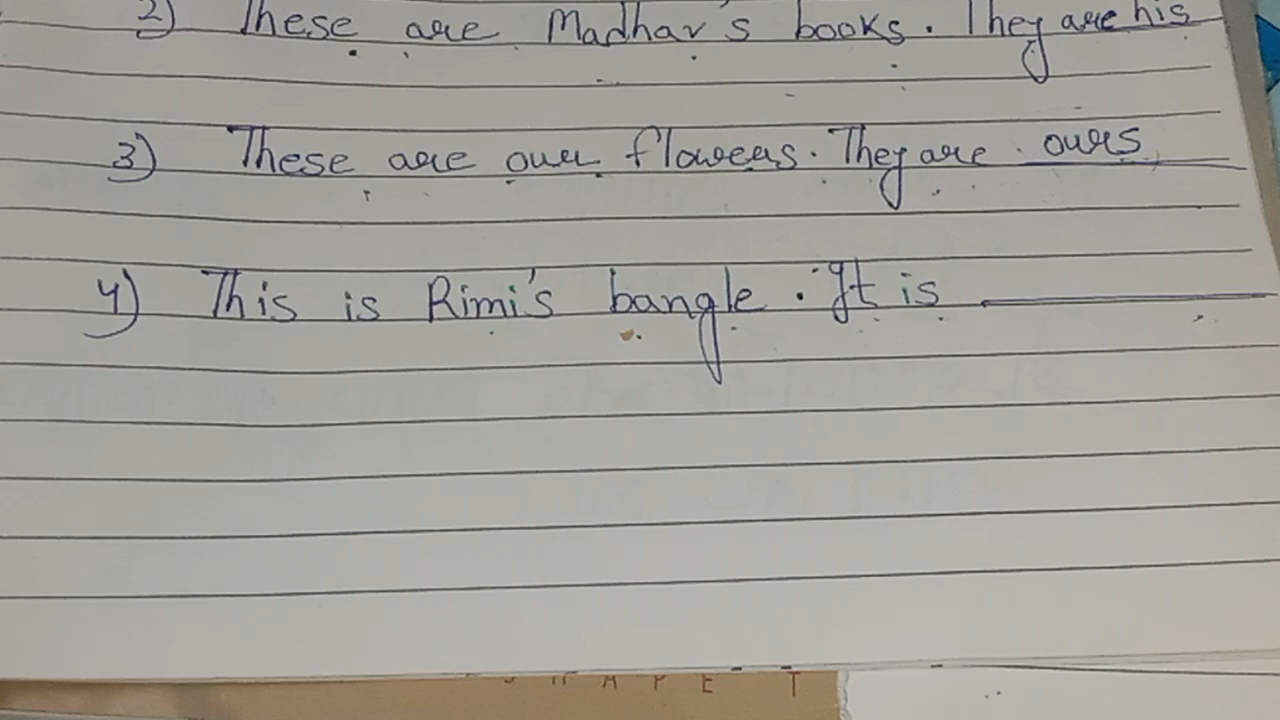 2) These are Madhav's books. They are his
3) These are our flowers. They are ours
4) This is Rimi's bangle. It is